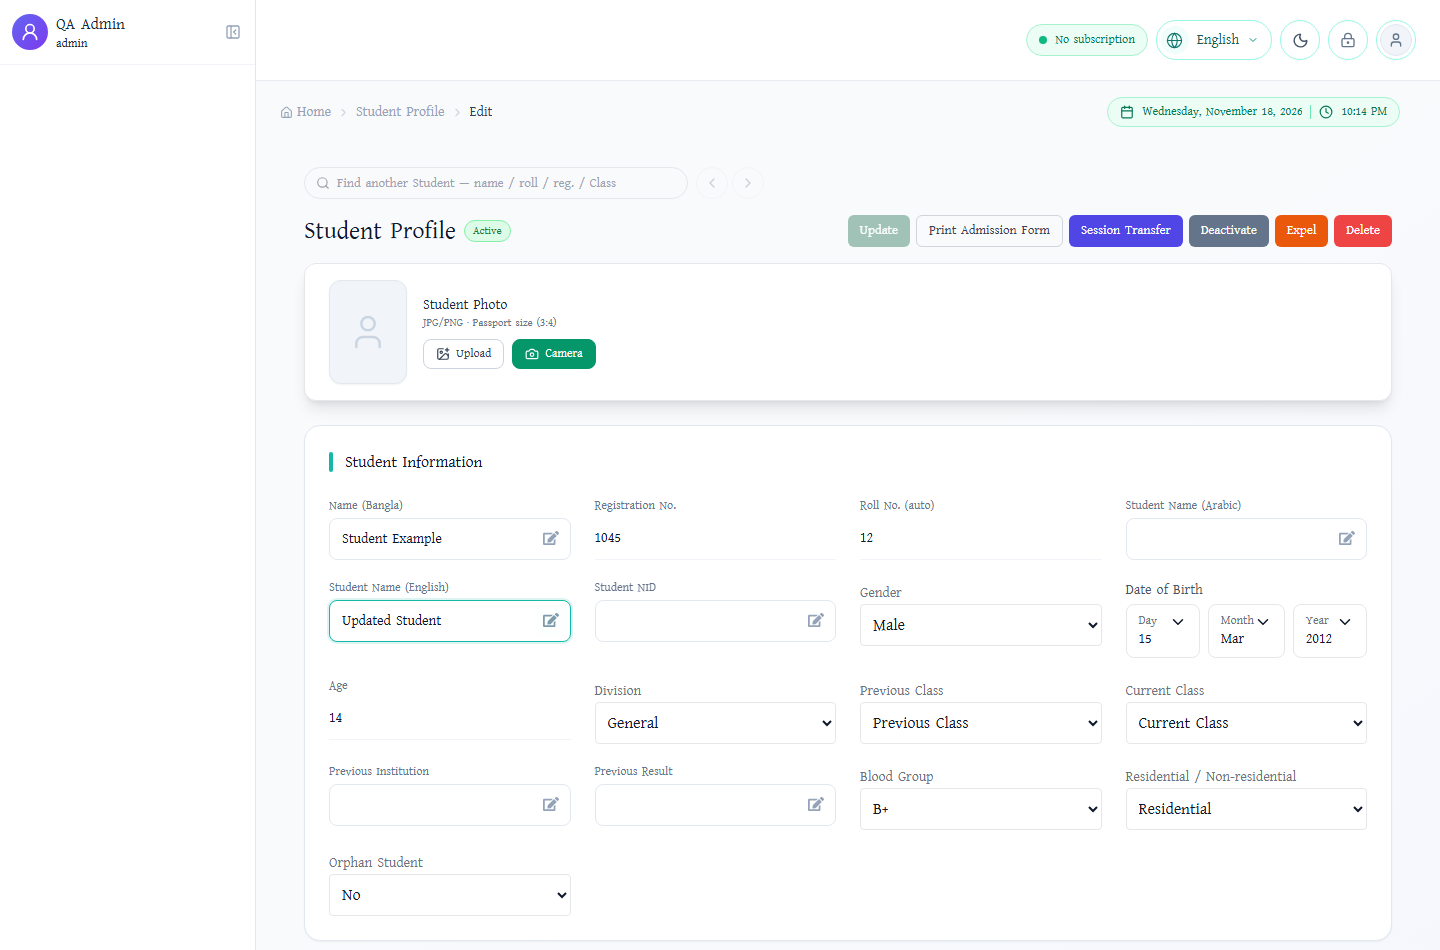 QA Admin
admin
No subscription
English
Home
Student Profile
Edit
Wednesday, November 18, 2026
10:14 PM
Find another Student — name / roll / reg. / Class
Student Profile
Active
Update
Print Admission Form
Session Transfer
Deactivate
Expel
Delete
Student Photo
JPG/PNG · Passport size (3:4)
Upload
Camera
Student Information
Name (Bangla)
Student Example
Registration No.
1045
Roll No. (auto)
12
Student Name (Arabic)
Student Name (English)
Updated Student
Student NID
Gender
Male
Date of Birth
Day
15
Month
Mar
Year
2012
Age
14
Division
General
Previous Class
Previous Class
Current Class
Current Class
Previous Institution
Previous Result
Blood Group
B+
Residential / Non-residential
Residential
Orphan Student
No